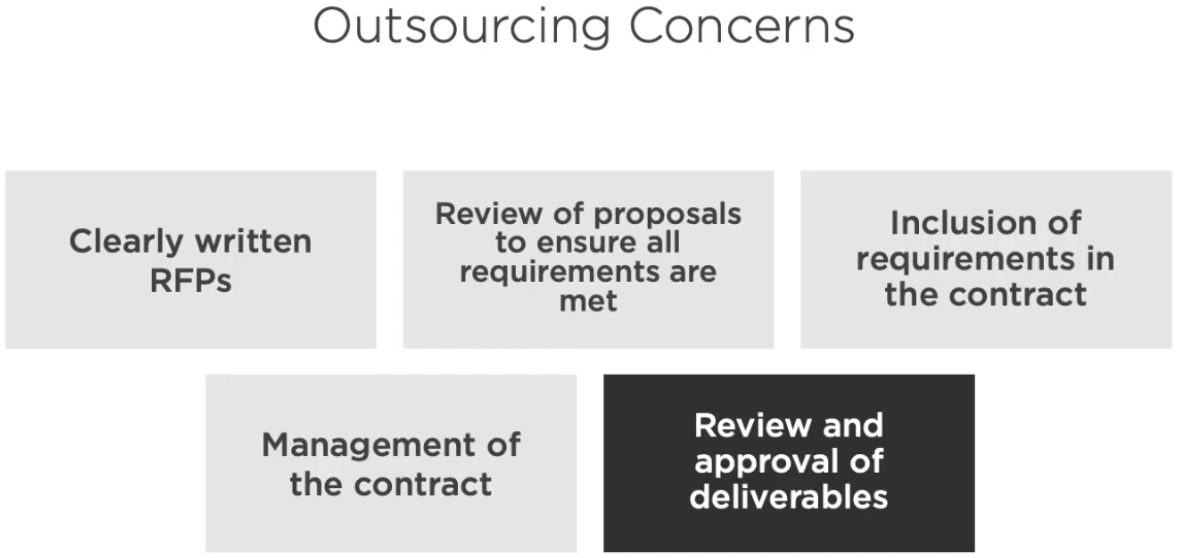 Outsourcing Concerns
Clearly written
RFPs
Review of proposals
to ensure all
requirements are
met
Inclusion of
requirements in
the contract
Management of
the contract
Review and
approval of
deliverables